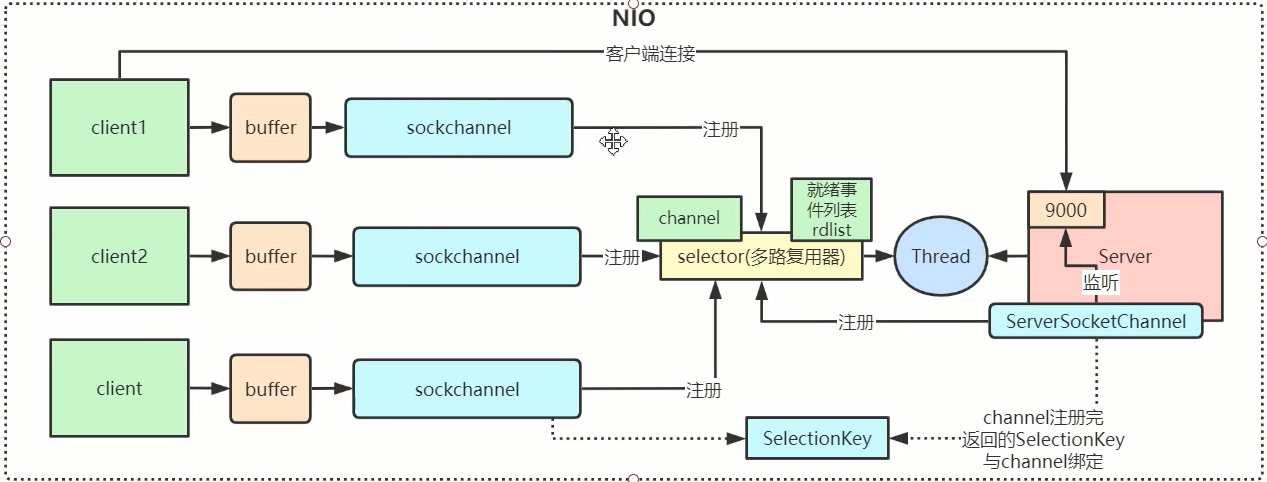 NIO
客户端连接
client1
buffer
sockchannel
注册
client2
buffer
sockchannel
注册
channel
就绪事
件列表
rdlist
selector(多路复用器)
Thread
9000
Server
监听
ServerSocketChannel
注册
client
buffer
sockchannel
注册
SelectionKey
channel注册完
返回的SelectionKey
与channel绑定